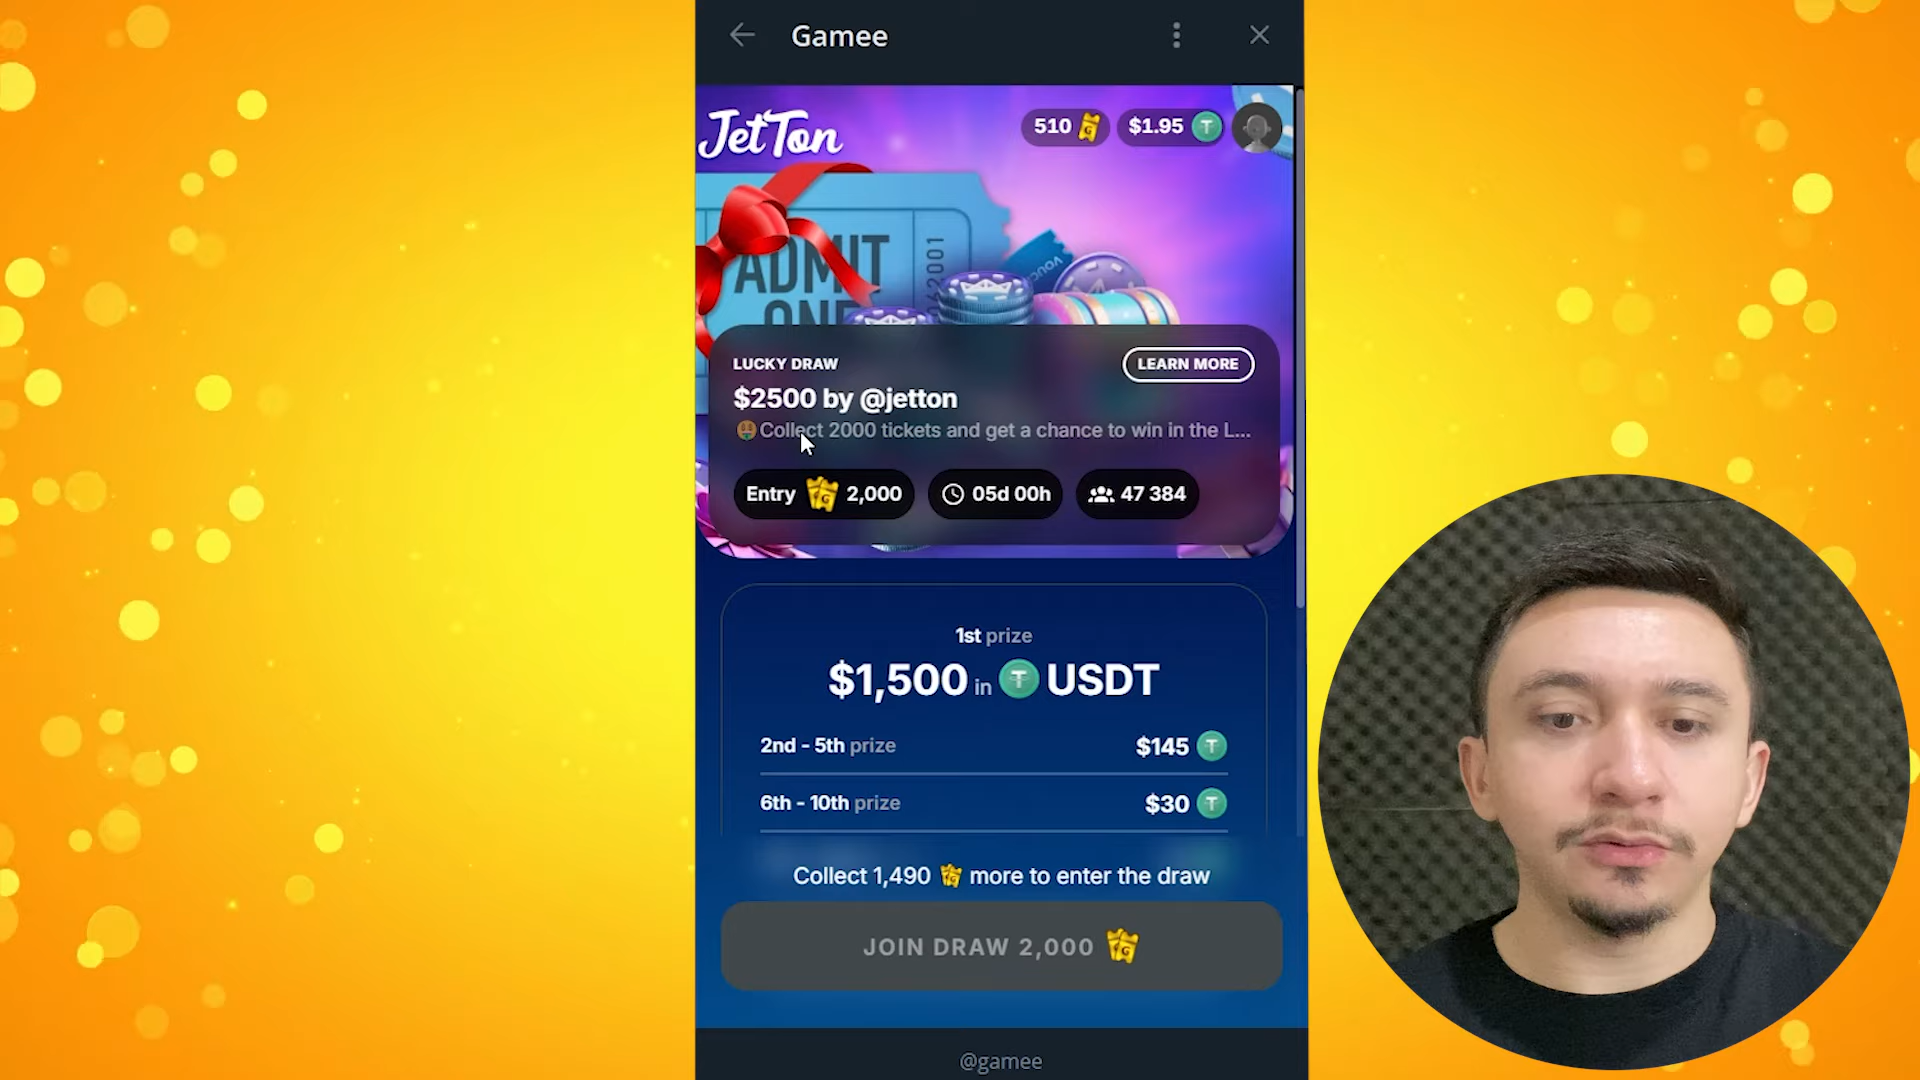 Gamee
JetTon
510
$1.95
ADMIT
ONE
062001
VOUCH
LUCKY DRAW
LEARN MORE
$2500 by @jetton
Collect 2000 tickets and get a chance to win in the L...
Entry 2,000
05d 00h
47 384
1st prize
$1,500 in USDT
2nd - 5th prize
$145
6th - 10th prize
$30
Collect 1,490 more to enter the draw
JOIN DRAW 2,000
@gamee